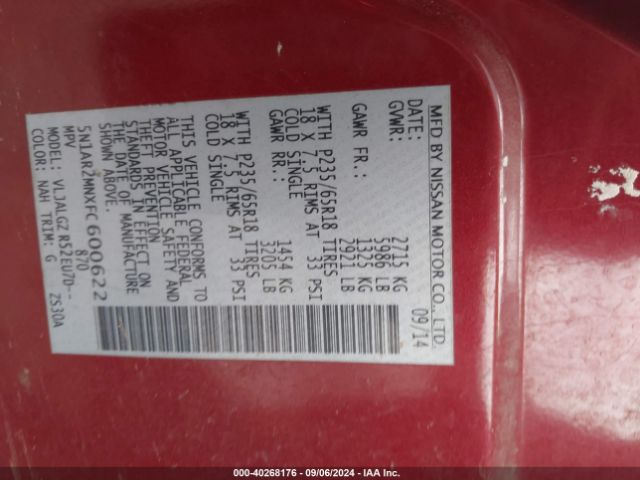 MFD BY NISSAN MOTOR CO., LTD.
DATE: 09/14
GVWR: 2715 KG
5986 LB
GAWR FR.: 1325 KG
2921 LB
WITH P235/65R18 TIRES
18 X 7.5 RIMS AT 33 PSI
COLD SINGLE
GAWR RR.: 1454 KG
3205 LB
WITH P235/65R18 TIRES
18 X 7.5 RIMS AT 33 PSI
COLD SINGLE
THIS VEHICLE CONFORMS TO
ALL APPLICABLE FEDERAL
MOTOR VEHICLE SAFETY AND
THEFT PREVENTION
STANDARDS IN EFFECT ON
THE DATE OF MANUFACTURE
SHOWN ABOVE.
5N1AR2MNXFC600622
MPV 870
MODEL: VLJALGZ R52EU7D--
COLOR: NAH TRIM: G ZS30A
000-40268176 - 09/06/2024 - IAA Inc.